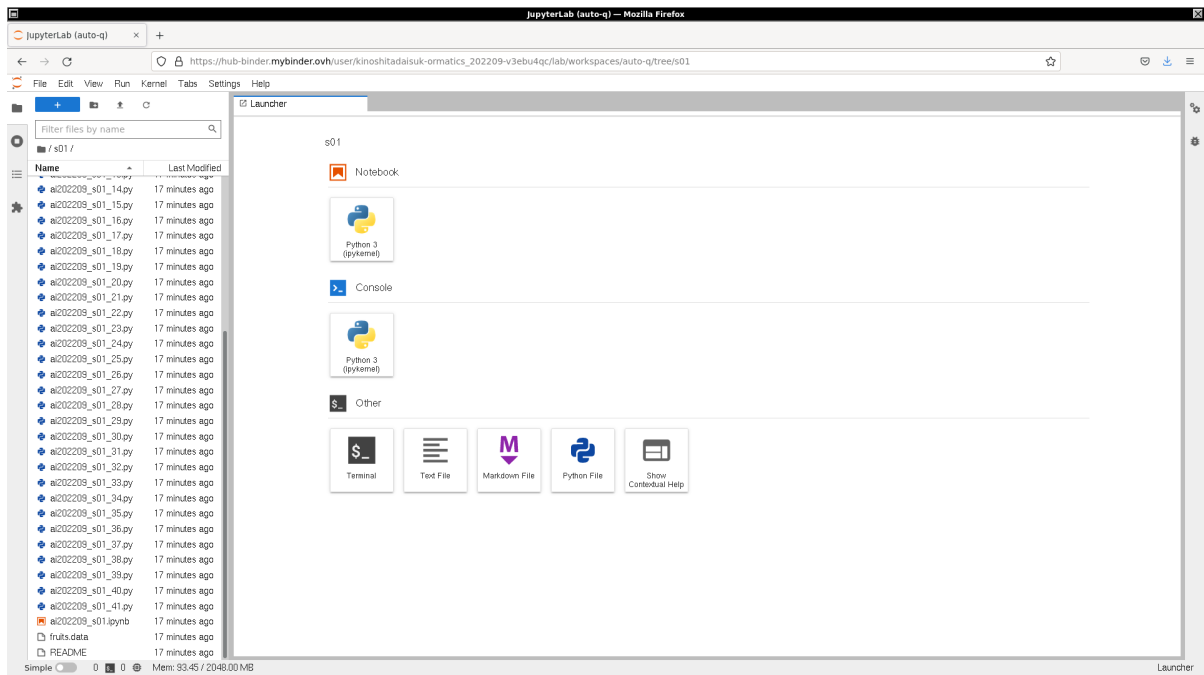 JupyterLab (auto-q) — Mozilla Firefox
JupyterLab (auto-q)
https://hub-binder.mybinder.ovh/user/kinoshitadaisuk-ormatics_202209-v3ebu4qc/lab/workspaces/auto-q/tree/s01
File Edit View Run Kernel Tabs Settings Help
Filter files by name
/ s01 /
Name Last Modified
ai202209_s01_14.py 17 minutes ago
ai202209_s01_15.py 17 minutes ago
ai202209_s01_16.py 17 minutes ago
ai202209_s01_17.py 17 minutes ago
ai202209_s01_18.py 17 minutes ago
ai202209_s01_19.py 17 minutes ago
ai202209_s01_20.py 17 minutes ago
ai202209_s01_21.py 17 minutes ago
ai202209_s01_22.py 17 minutes ago
ai202209_s01_23.py 17 minutes ago
ai202209_s01_24.py 17 minutes ago
ai202209_s01_25.py 17 minutes ago
ai202209_s01_26.py 17 minutes ago
ai202209_s01_27.py 17 minutes ago
ai202209_s01_28.py 17 minutes ago
ai202209_s01_29.py 17 minutes ago
ai202209_s01_30.py 17 minutes ago
ai202209_s01_31.py 17 minutes ago
ai202209_s01_32.py 17 minutes ago
ai202209_s01_33.py 17 minutes ago
ai202209_s01_34.py 17 minutes ago
ai202209_s01_35.py 17 minutes ago
ai202209_s01_36.py 17 minutes ago
ai202209_s01_37.py 17 minutes ago
ai202209_s01_38.py 17 minutes ago
ai202209_s01_39.py 17 minutes ago
ai202209_s01_40.py 17 minutes ago
ai202209_s01_41.py 17 minutes ago
ai202209_s01.ipynb 17 minutes ago
fruits.data 17 minutes ago
README 17 minutes ago
Launcher
s01
Notebook
Python 3
(ipykernel)
Console
Python 3
(ipykernel)
$_ Other
$_
Terminal
Text File
M
Markdown File
Python File
Show
Contextual Help
Simple 0 0 Mem: 93.45 / 2048.00 MB Launcher